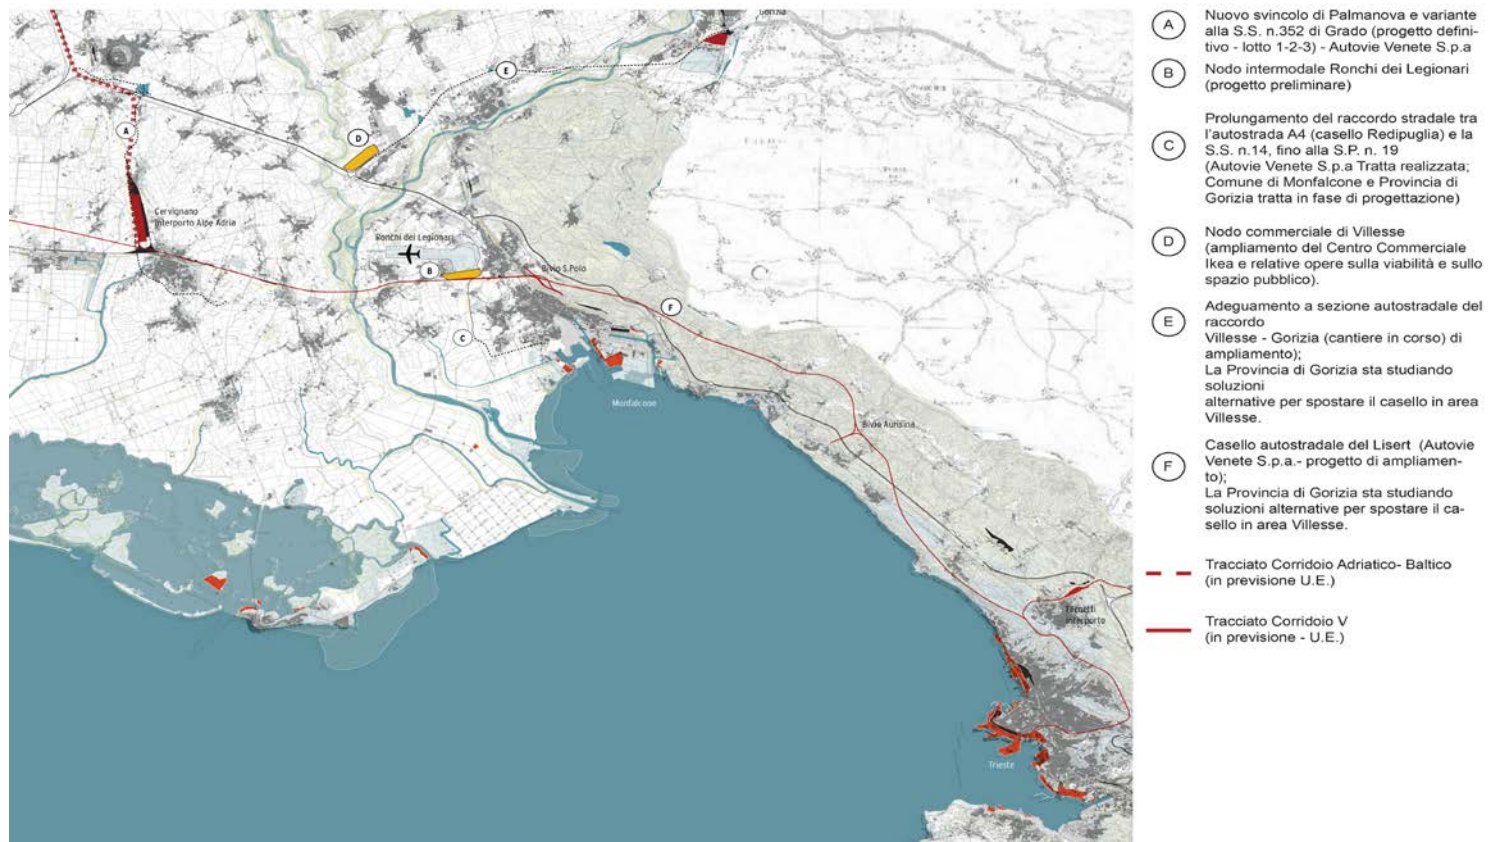 Gorizia
E
A
D
Cervignano
Interporto Alpe Adria
Ronchi dei Legionari
B
Bivio S.Polo
F
C
Monfalcone
Bivio Aurisina
Fernetti
interporto
Trieste
A
Nuovo svincolo di Palmanova e variante
alla S.S. n.352 di Grado (progetto defini-
tivo - lotto 1-2-3) - Autovie Venete S.p.a
B
Nodo intermodale Ronchi dei Legionari
(progetto preliminare)
C
Prolungamento del raccordo stradale tra
l'autostrada A4 (casello Redipuglia) e la
S.S. n.14, fino alla S.P. n. 19
(Autovie Venete S.p.a Tratta realizzata;
Comune di Monfalcone e Provincia di
Gorizia tratta in fase di progettazione)
D
Nodo commerciale di Villesse
(ampliamento del Centro Commerciale
Ikea e relative opere sulla viabilità e sullo
spazio pubblico).
E
Adeguamento a sezione autostradale del
raccordo
Villesse - Gorizia (cantiere in corso) di
ampliamento);
La Provincia di Gorizia sta studiando
soluzioni
alternative per spostare il casello in area
Villesse.
F
Casello autostradale del Lisert (Autovie
Venete S.p.a.- progetto di ampliamen-
to);
La Provincia di Gorizia sta studiando
soluzioni alternative per spostare il ca-
sello in area Villesse.
Tracciato Corridoio Adriatico- Baltico
(in previsione U.E.)
Tracciato Corridoio V
(in previsione - U.E.)